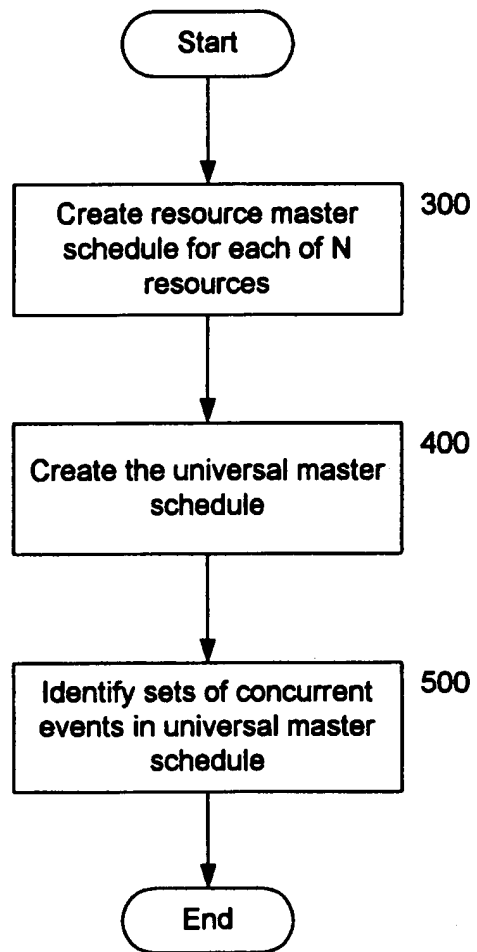 Start
300
Create resource master
schedule for each of N
resources
400
Create the universal master
schedule
500
Identify sets of concurrent
events in universal master
schedule
End